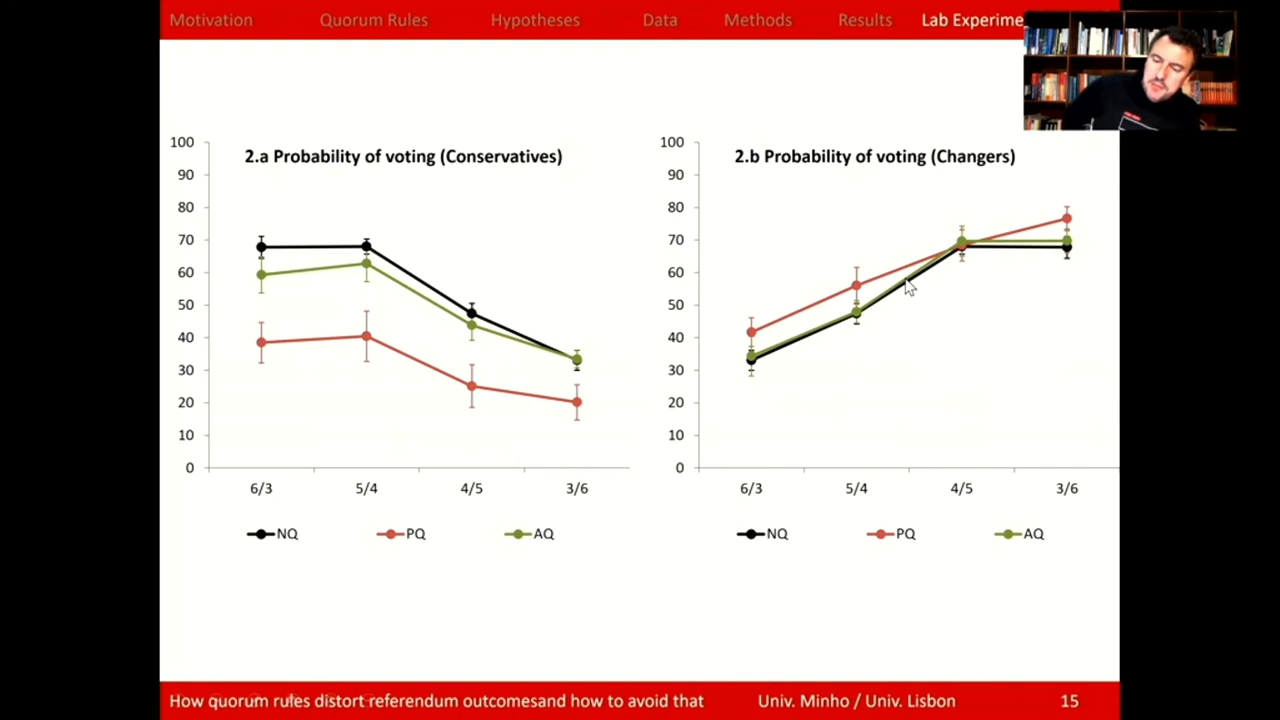 Motivation Quorum Rules Hypotheses Data Methods Results Lab Experime
2.a Probability of voting (Conservatives)
100
90
80
70
60
50
40
30
20
10
0
6/3 5/4 4/5 3/6
NQ PQ AQ
2.b Probability of voting (Changers)
100
90
80
70
60
50
40
30
20
10
0
6/3 5/4 4/5 3/6
NQ PQ AQ
How quorum rules distort referendum outcomesand how to avoid that Univ. Minho / Univ. Lisbon 15